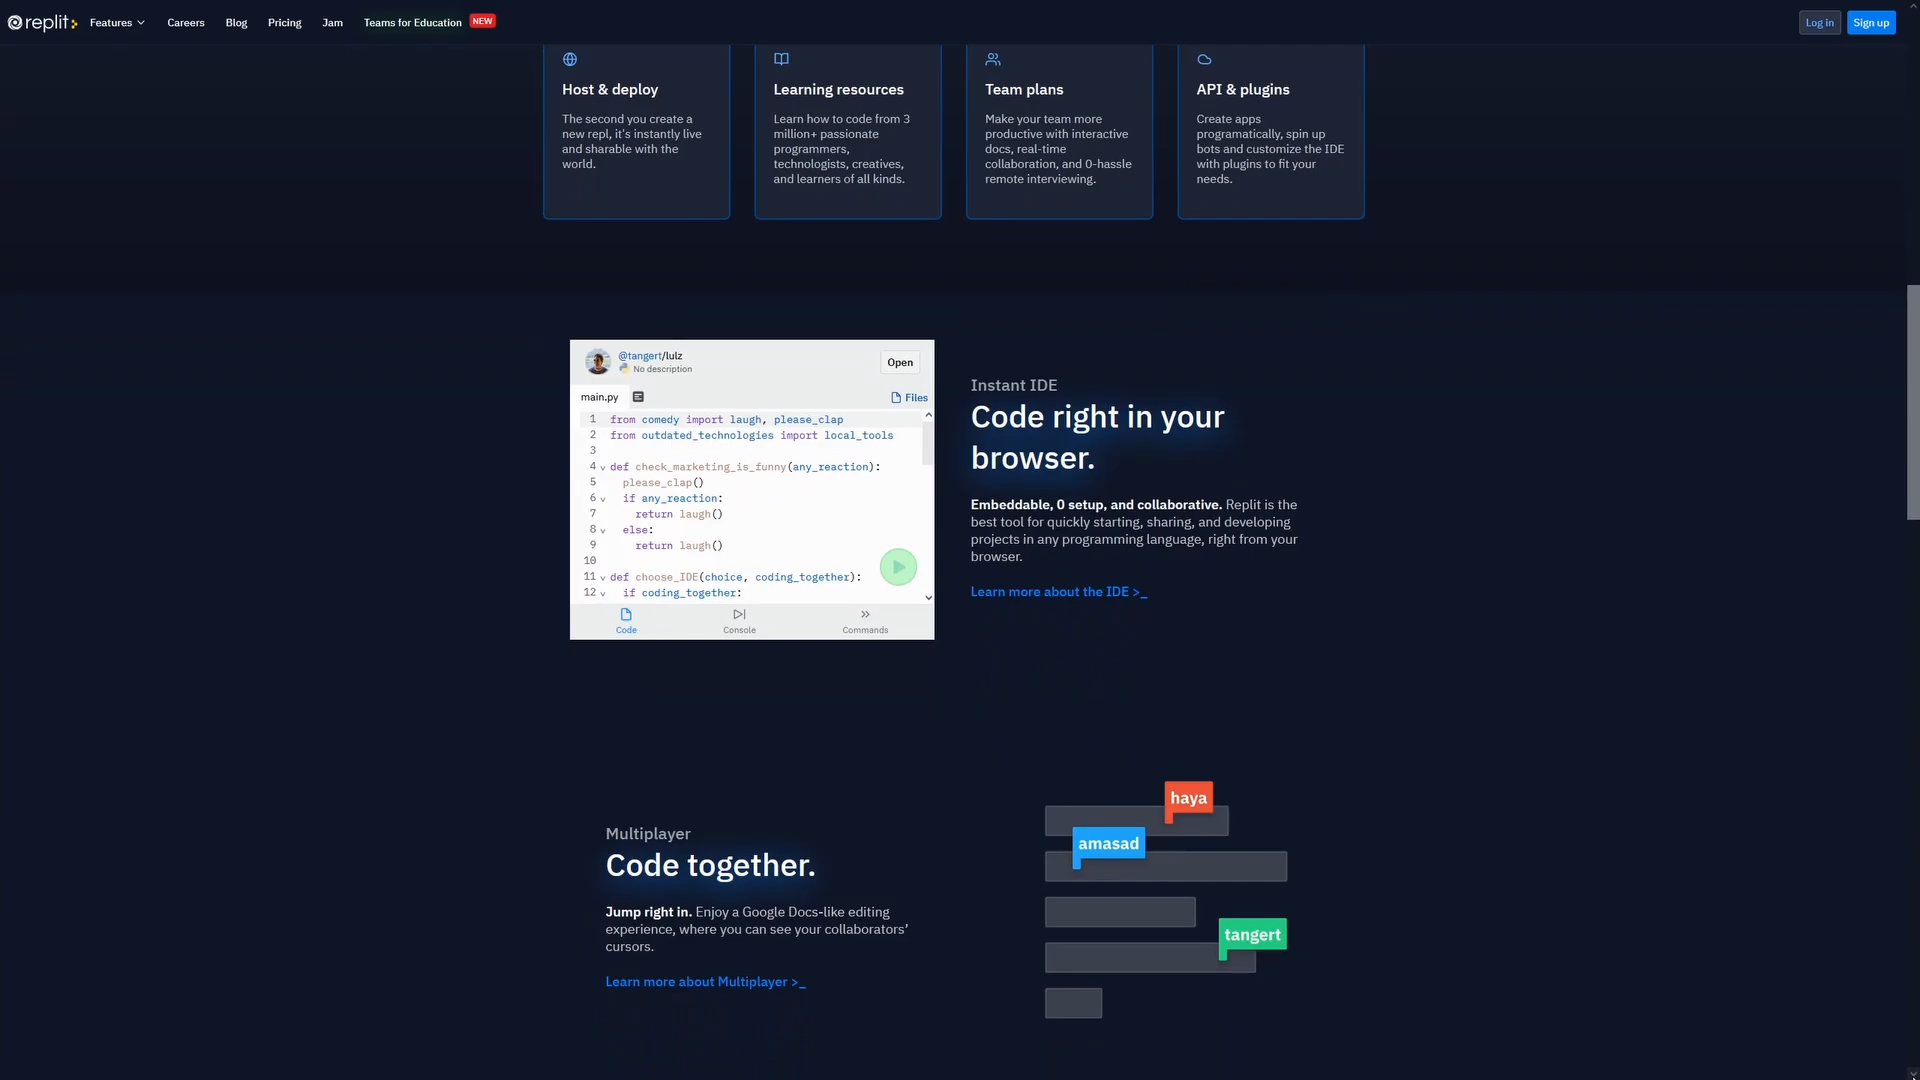 replit
Features
Careers
Blog
Pricing
Jam
Teams for Education
NEW
Log in
Sign up
Host & deploy
The second you create a
new repl, it's instantly live
and sharable with the
world.
Learning resources
Learn how to code from 3
million+ passionate
programmers,
technologists, creatives,
and learners of all kinds.
Team plans
Make your team more
productive with interactive
docs, real-time
collaboration, and 0-hassle
remote interviewing.
API & plugins
Create apps
programatically, spin up
bots and customize the IDE
with plugins to fit your
needs.
@tangert/lulz
No description
Open
main.py
Files
1 from comedy import laugh, please_clap
2 from outdated_technologies import local_tools
3
4 def check_marketing_is_funny(any_reaction):
5 please_clap()
6 if any_reaction:
7 return laugh()
8 else:
9 return laugh()
10
11 def choose_IDE(choice, coding_together):
12 if coding_together:
Code
Console
Commands
Instant IDE
Code right in your
browser.
Embeddable, 0 setup, and collaborative. Replit is the
best tool for quickly starting, sharing, and developing
projects in any programming language, right from your
browser.
Learn more about the IDE >_
Multiplayer
Code together.
Jump right in. Enjoy a Google Docs-like editing
experience, where you can see your collaborators’
cursors.
Learn more about Multiplayer >_
haya
amasad
tangert